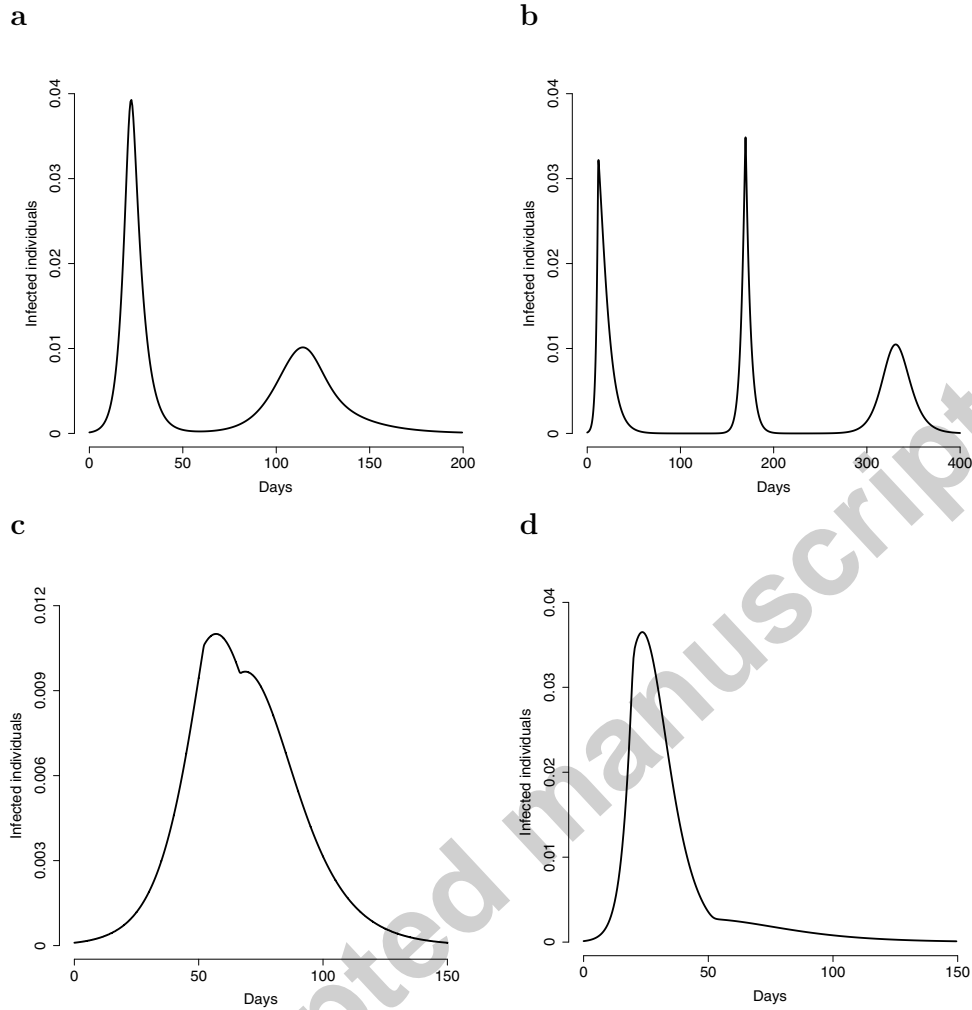 a
b
Infected individuals
0 0.01 0.02 0.03 0.04
0 50 100 150 200
Days
Infected individuals
0 0.01 0.02 0.03 0.04
0 100 200 300 400
Days
c
d
Infected individuals
0 0.003 0.006 0.009 0.012
0 50 100 150
Days
Infected individuals
0 0.01 0.02 0.03 0.04
0 50 100 150
Days
pted manuscript